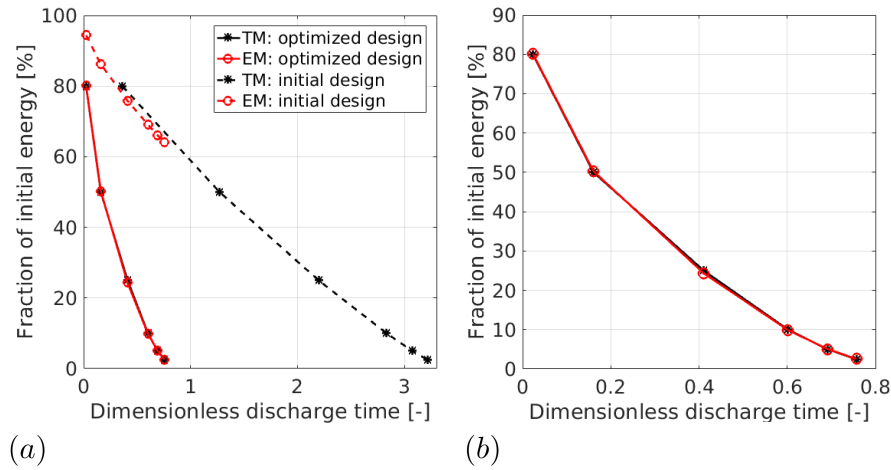 100
80
60
40
20
0
0
1
2
3
Fraction of initial energy [%]
Dimensionless discharge time [-]
TM: optimized design
EM: optimized design
TM: initial design
EM: initial design
(a)
90
80
70
60
50
40
30
20
10
0
0
0.2
0.4
0.6
0.8
Fraction of initial energy [%]
Dimensionless discharge time [-]
(b)